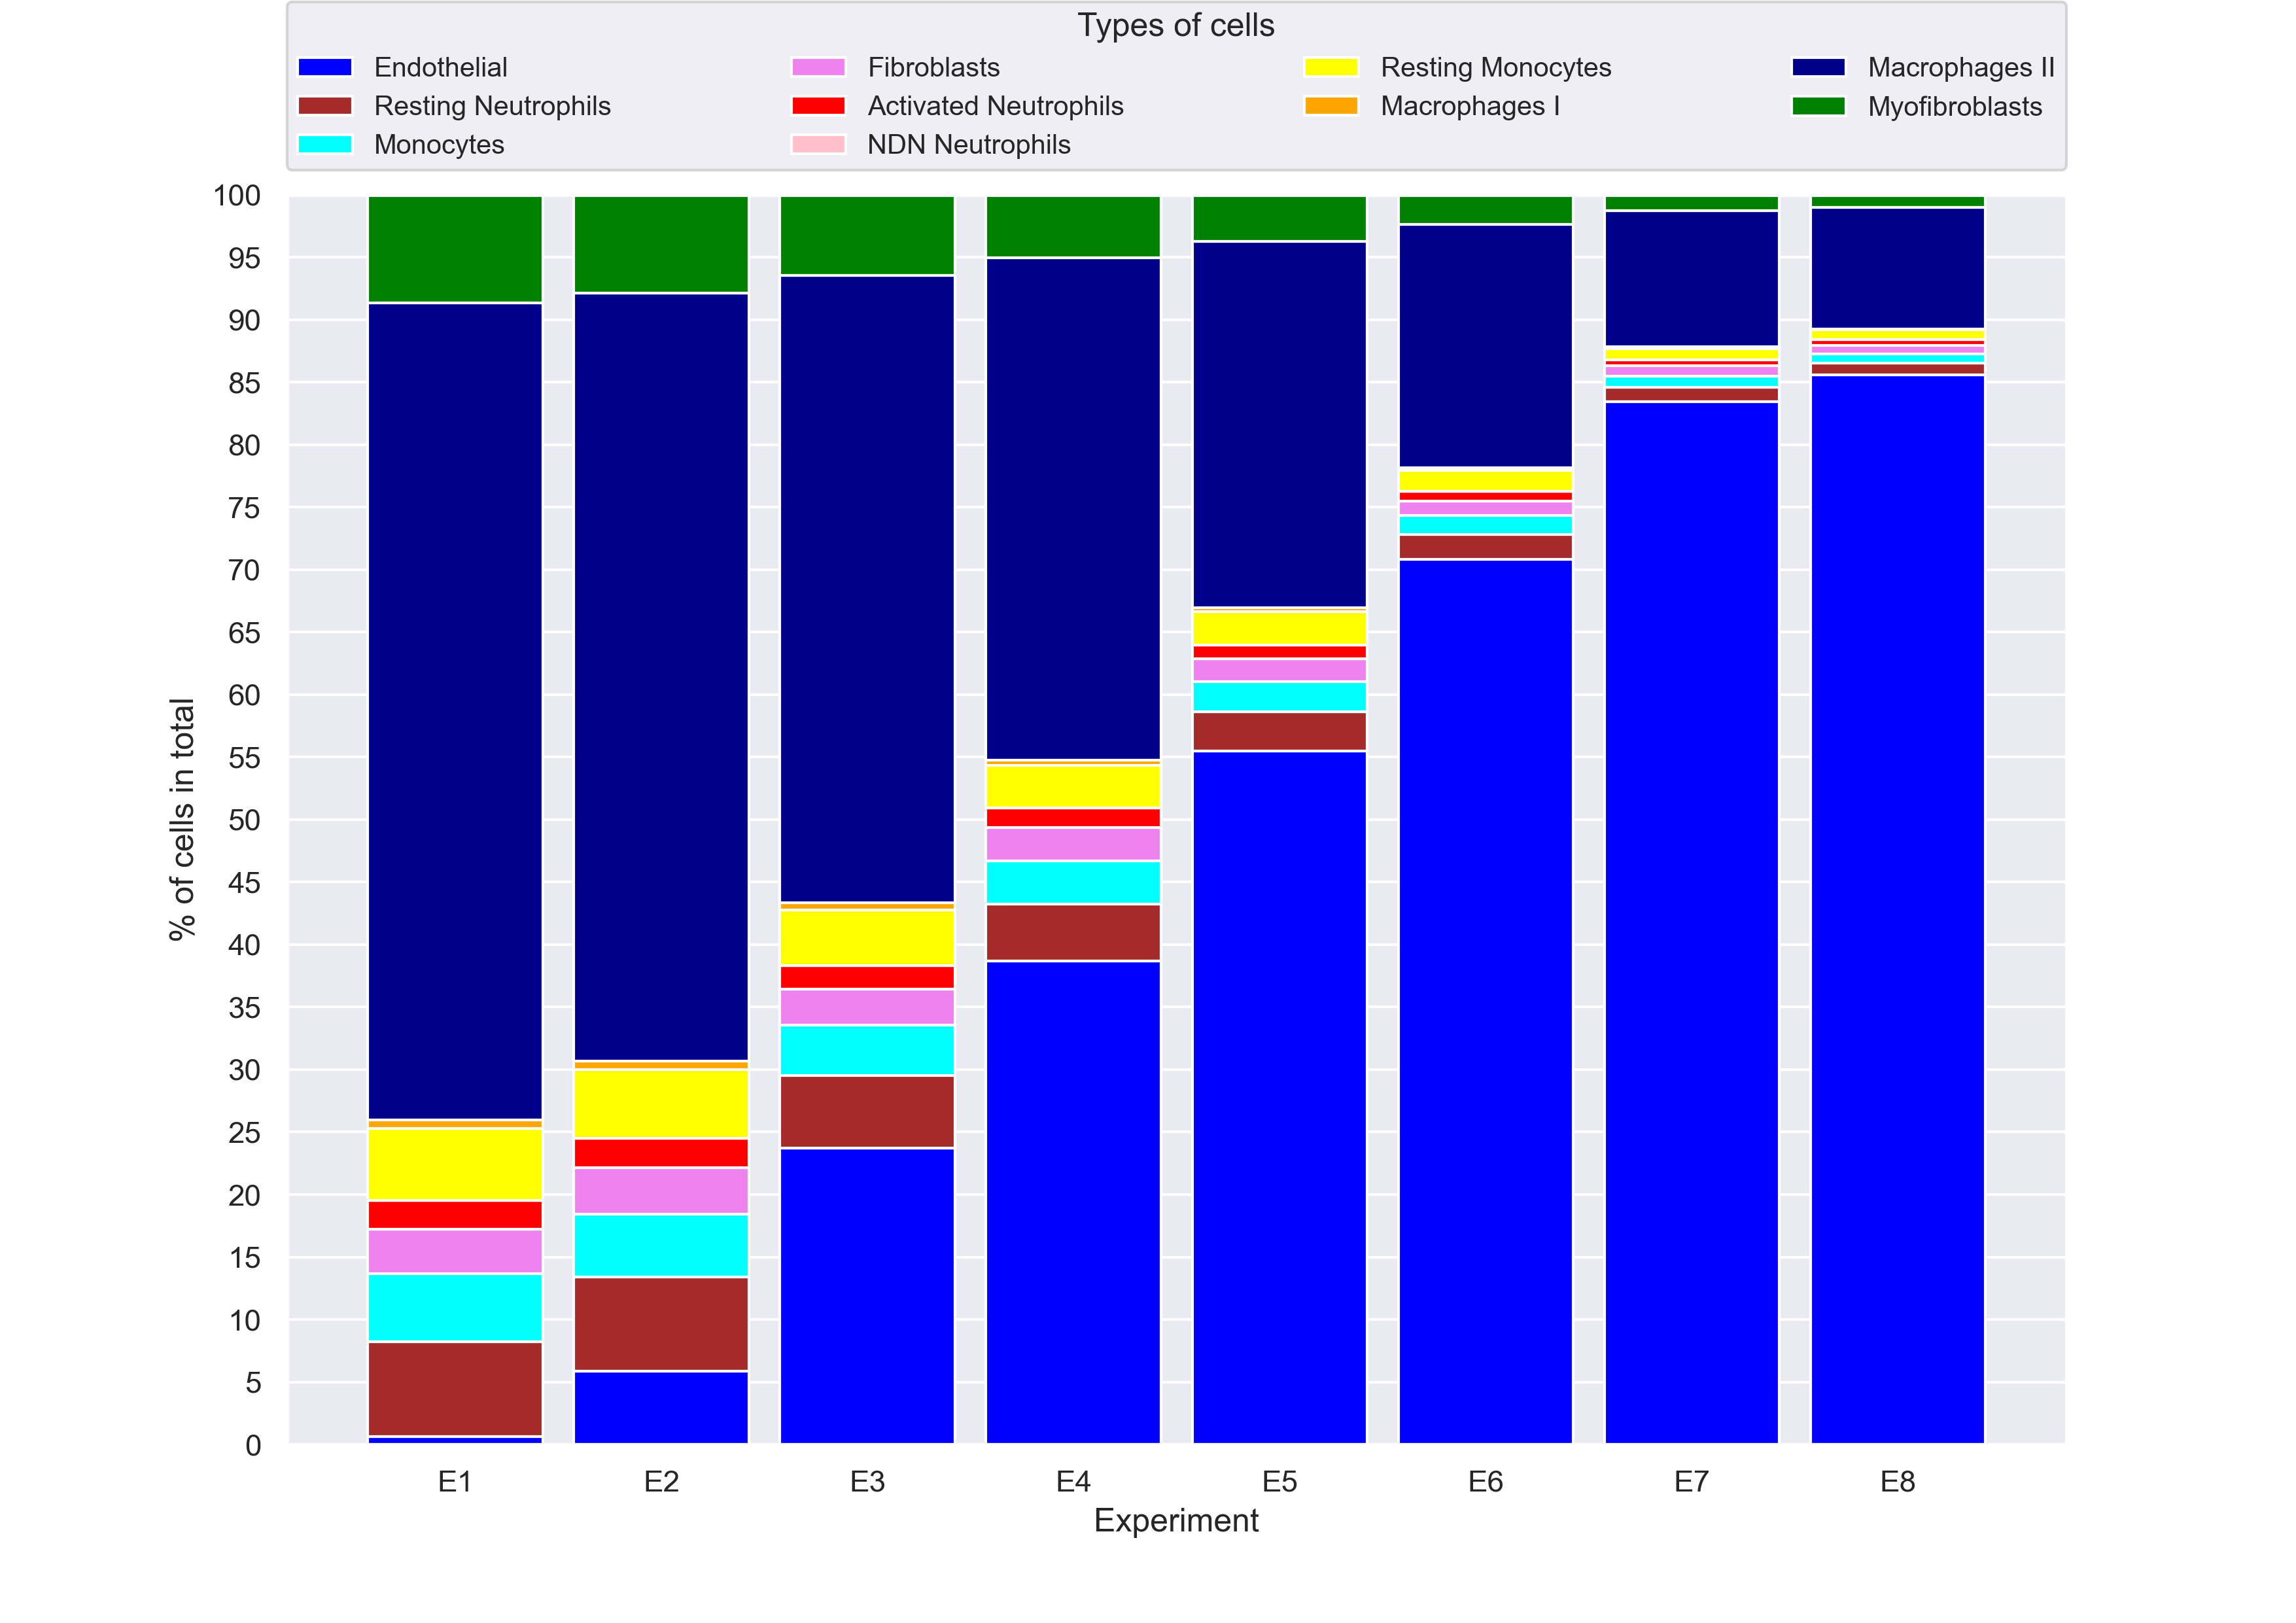 Types of cells
Endothelial
Resting Neutrophils
Monocytes
Fibroblasts
Activated Neutrophils
NDN Neutrophils
Resting Monocytes
Macrophages I
Macrophages II
Myofibroblasts
100
95
90
85
80
75
70
65
60
55
50
45
40
35
30
25
20
15
10
5
0
% of cells in total
E1 E2 E3 E4 E5 E6 E7 E8
Experiment